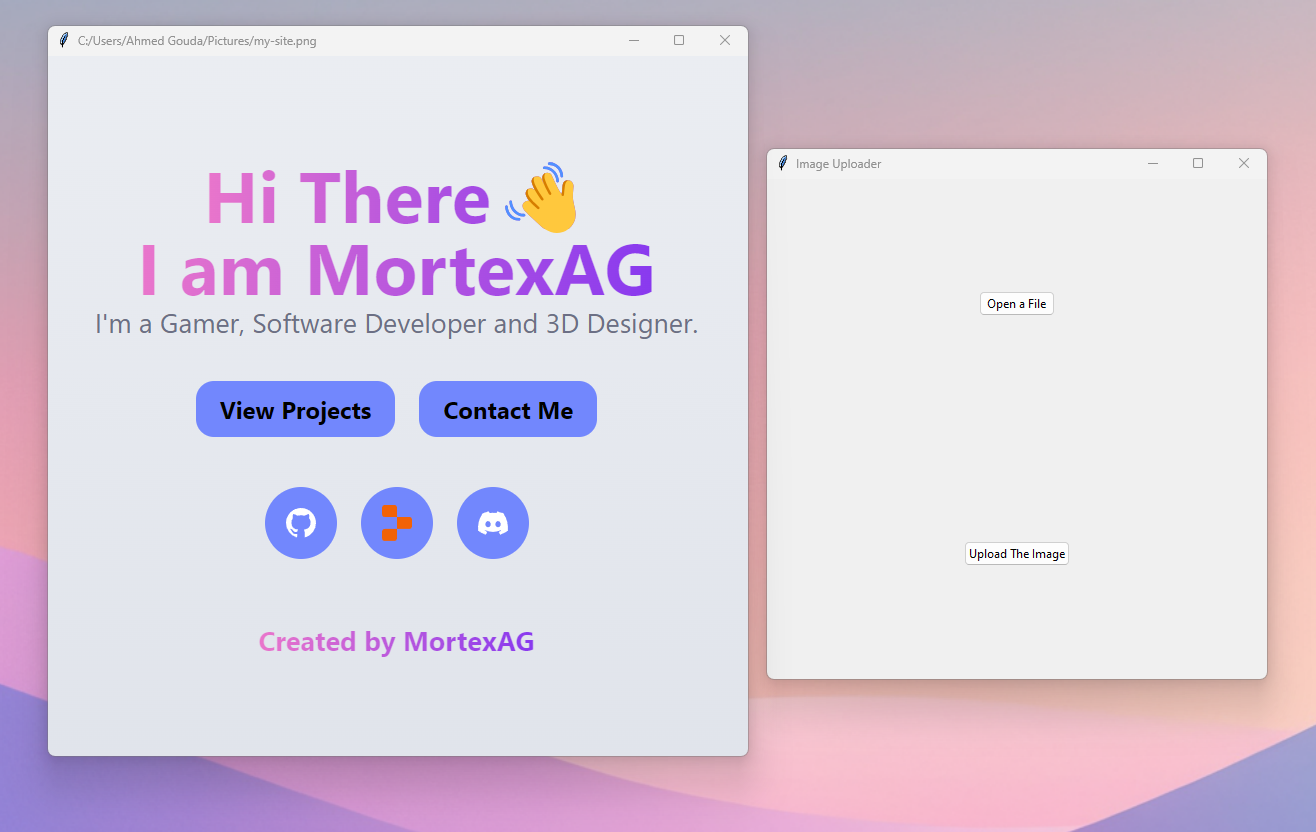 C:/Users/Ahmed Gouda/Pictures/my-site.png
Hi There
I am MortexAG
I'm a Gamer, Software Developer and 3D Designer.
View Projects
Contact Me
Created by MortexAG
Image Uploader
Open a File
Upload The Image